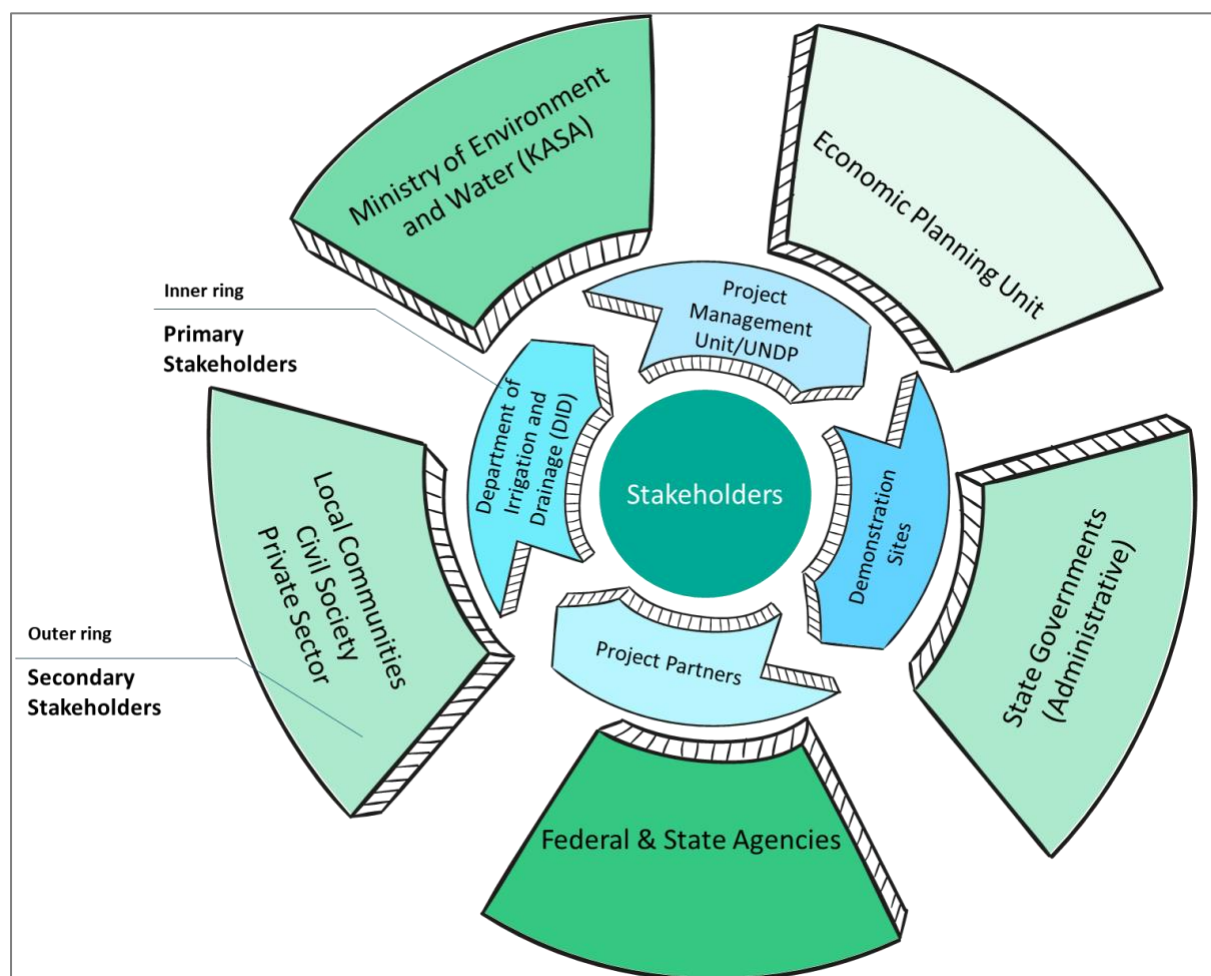 Ministry of Environment
and Water (KASA)
Economic Planning Unit
Inner ring
Primary
Stakeholders
Project
Management
Unit/UNDP
Department of
Irrigation and
Drainage (DID)
Stakeholders
Demonstration
Sites
Local Communities
Civil Society
Private Sector
State Governments
(Administrative)
Outer ring
Secondary
Stakeholders
Project Partners
Federal & State Agencies